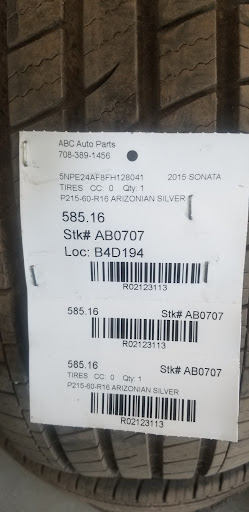 ABC Auto Parts
708-389-1456
5NPE24AF8FH128041 2015 SONATA
TIRES CC: 0 Qty: 1
P215-60-R16 ARIZONIAN SILVER
585.16
Stk# AB0707
Loc: B4D194
R02123113
585.16 Stk# AB0707
R02123113
585.16 Stk# AB0707
TIRES CC: 0 Qty: 1
P215-60-R16 ARIZONIAN SILVER
R02123113